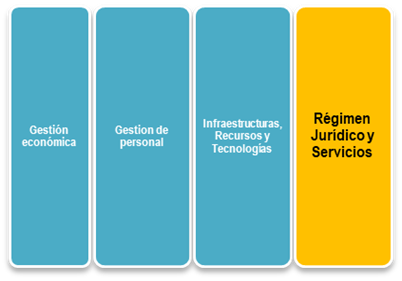 Gestión
económica
Gestion de
personal
Infraestructuras,
Recursos y
Tecnologías
Régimen
Jurídico y
Servicios